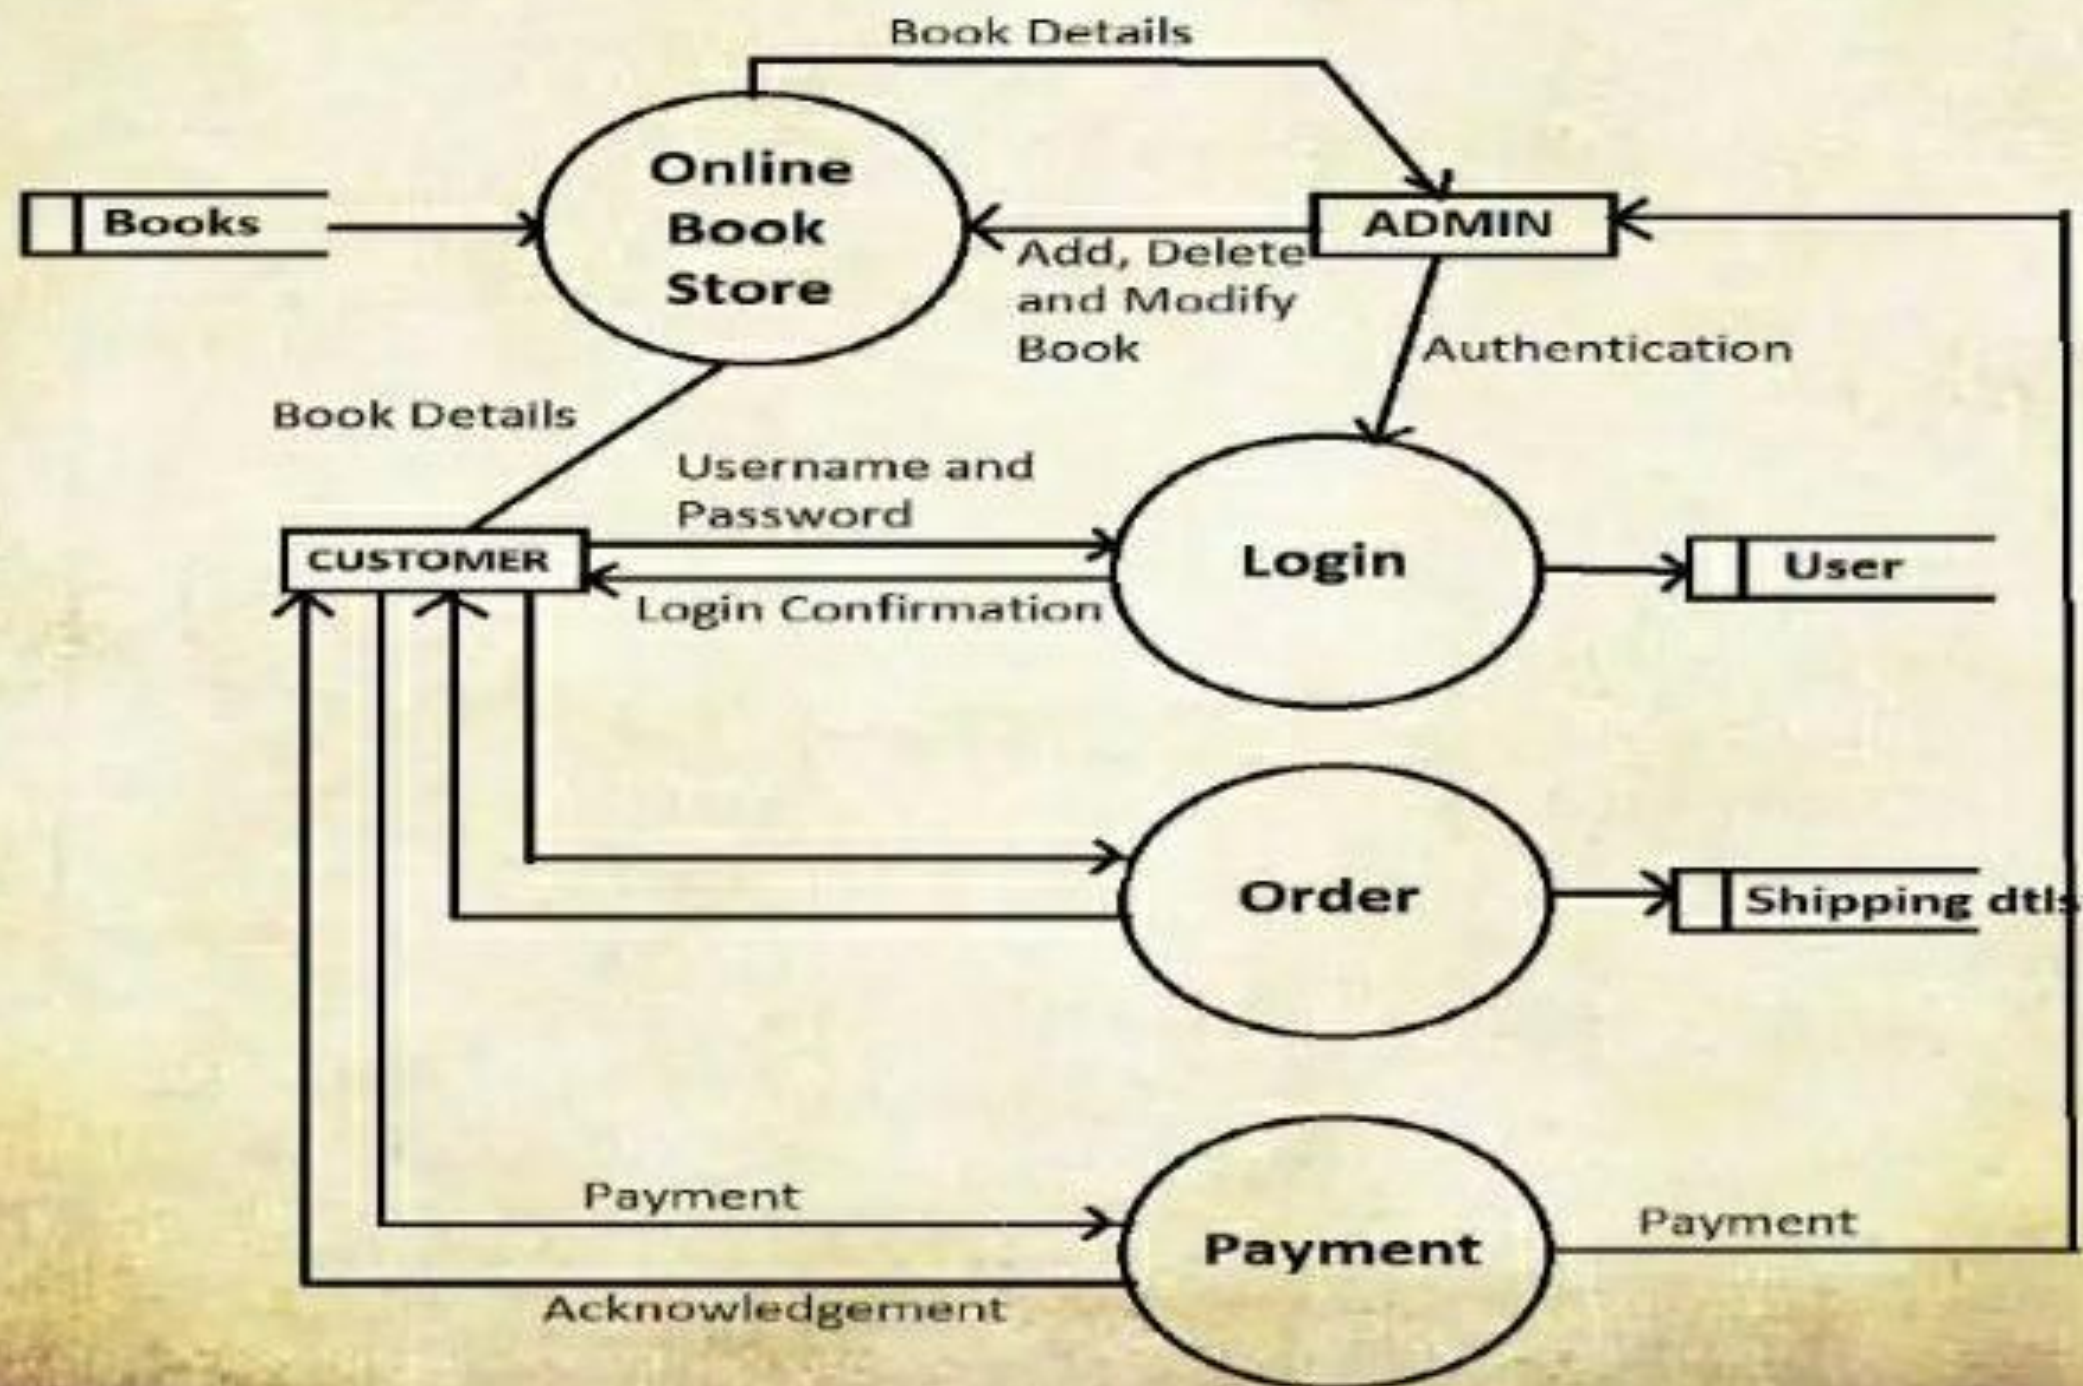 Book Details
Online
Book
Store
Books
ADMIN
Add, Delete
and Modify
Book
Authentication
Book Details
Username and
Password
CUSTOMER
Login
User
Login Confirmation
Order
Shipping dtls
Payment
Payment
Payment
Acknowledgement